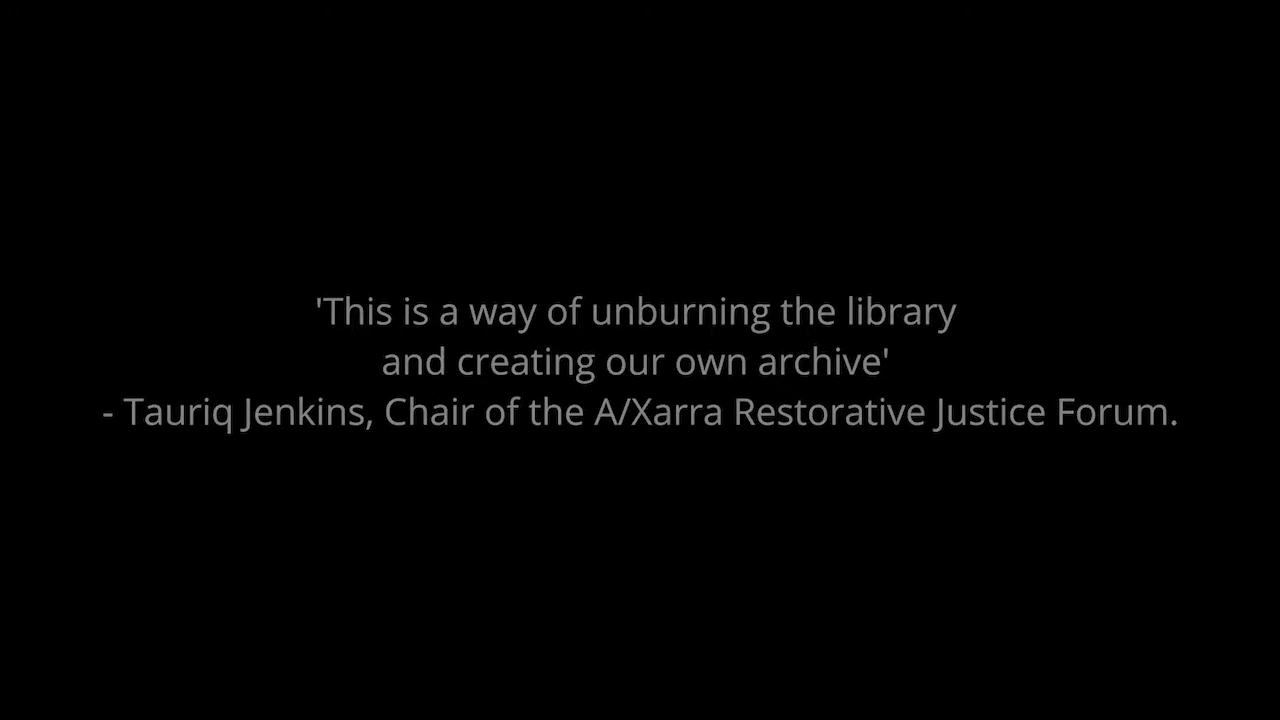 'This is a way of unburning the library
and creating our own archive'
- Tauriq Jenkins, Chair of the A/Xarra Restorative Justice Forum.